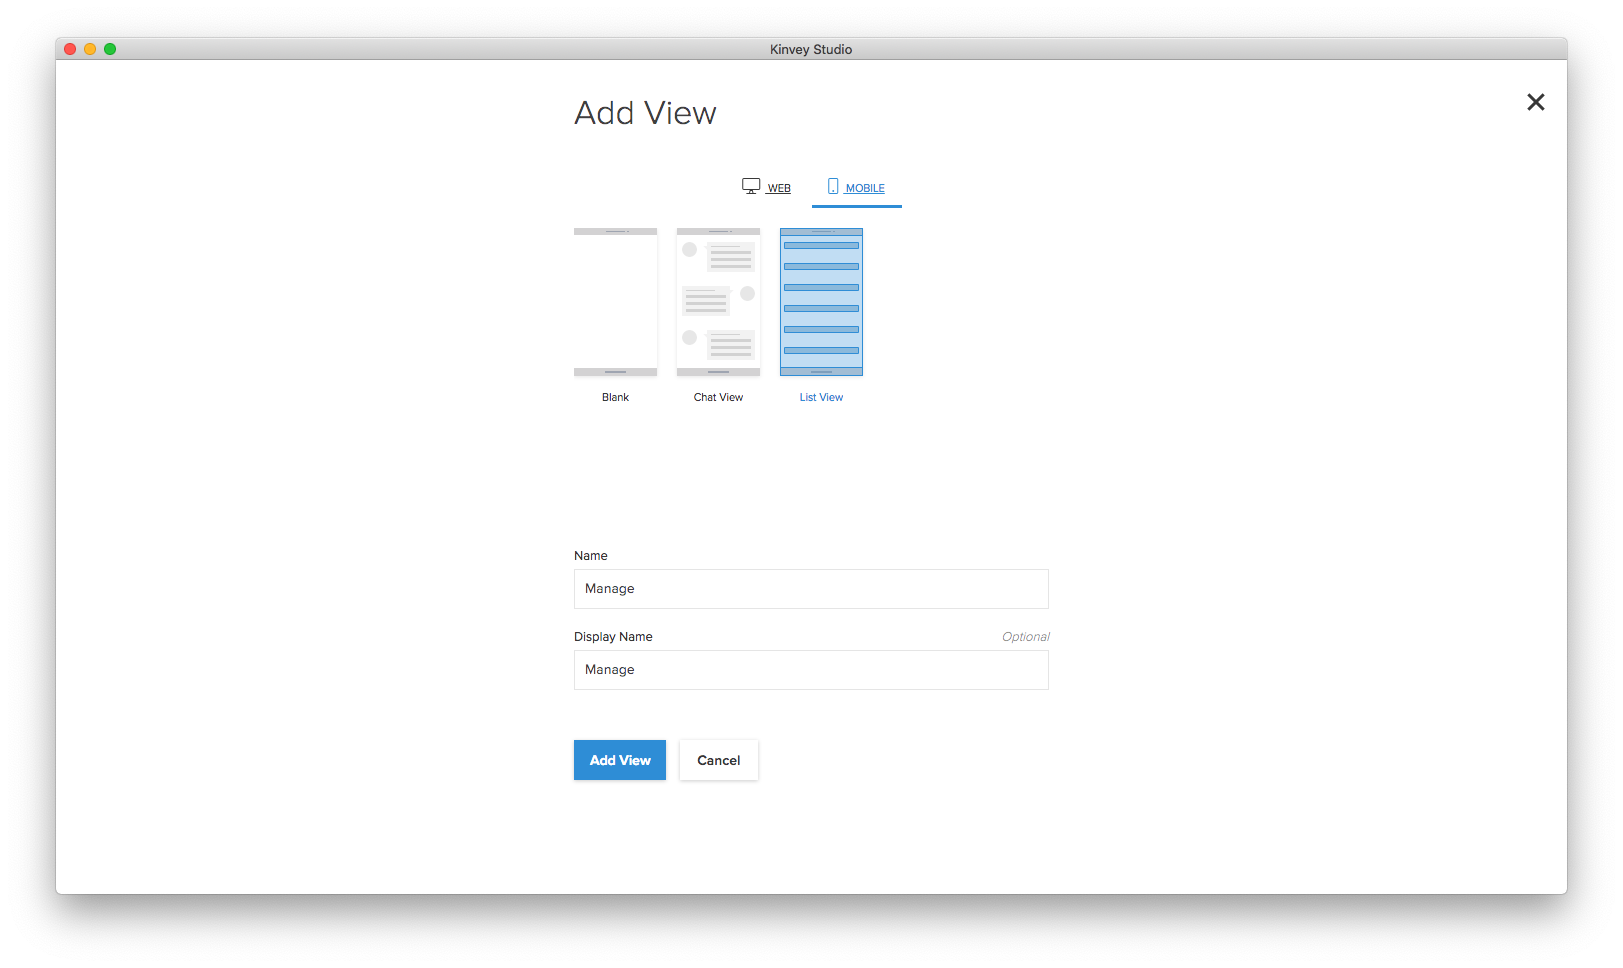 Kinvey Studio
Add View
WEB MOBILE
Blank Chat View List View
Name
Manage
Display Name Optional
Manage
Add View Cancel